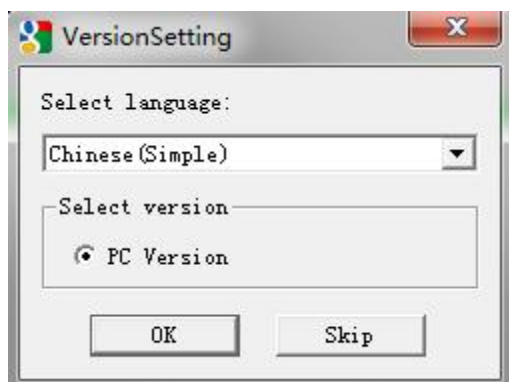 VersionSetting
Select language:
Chinese(Simple)
Select version
PC Version
OK
Skip